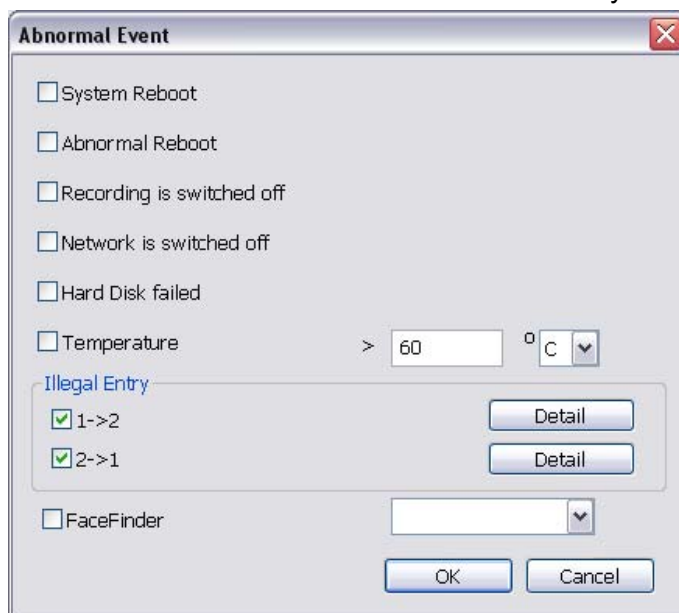 Abnormal Event
System Reboot
Abnormal Reboot
Recording is switched off
Network is switched off
Hard Disk failed
Temperature > 60 o C
Illegal Entry
1->2 Detail
2->1 Detail
FaceFinder
OK Cancel